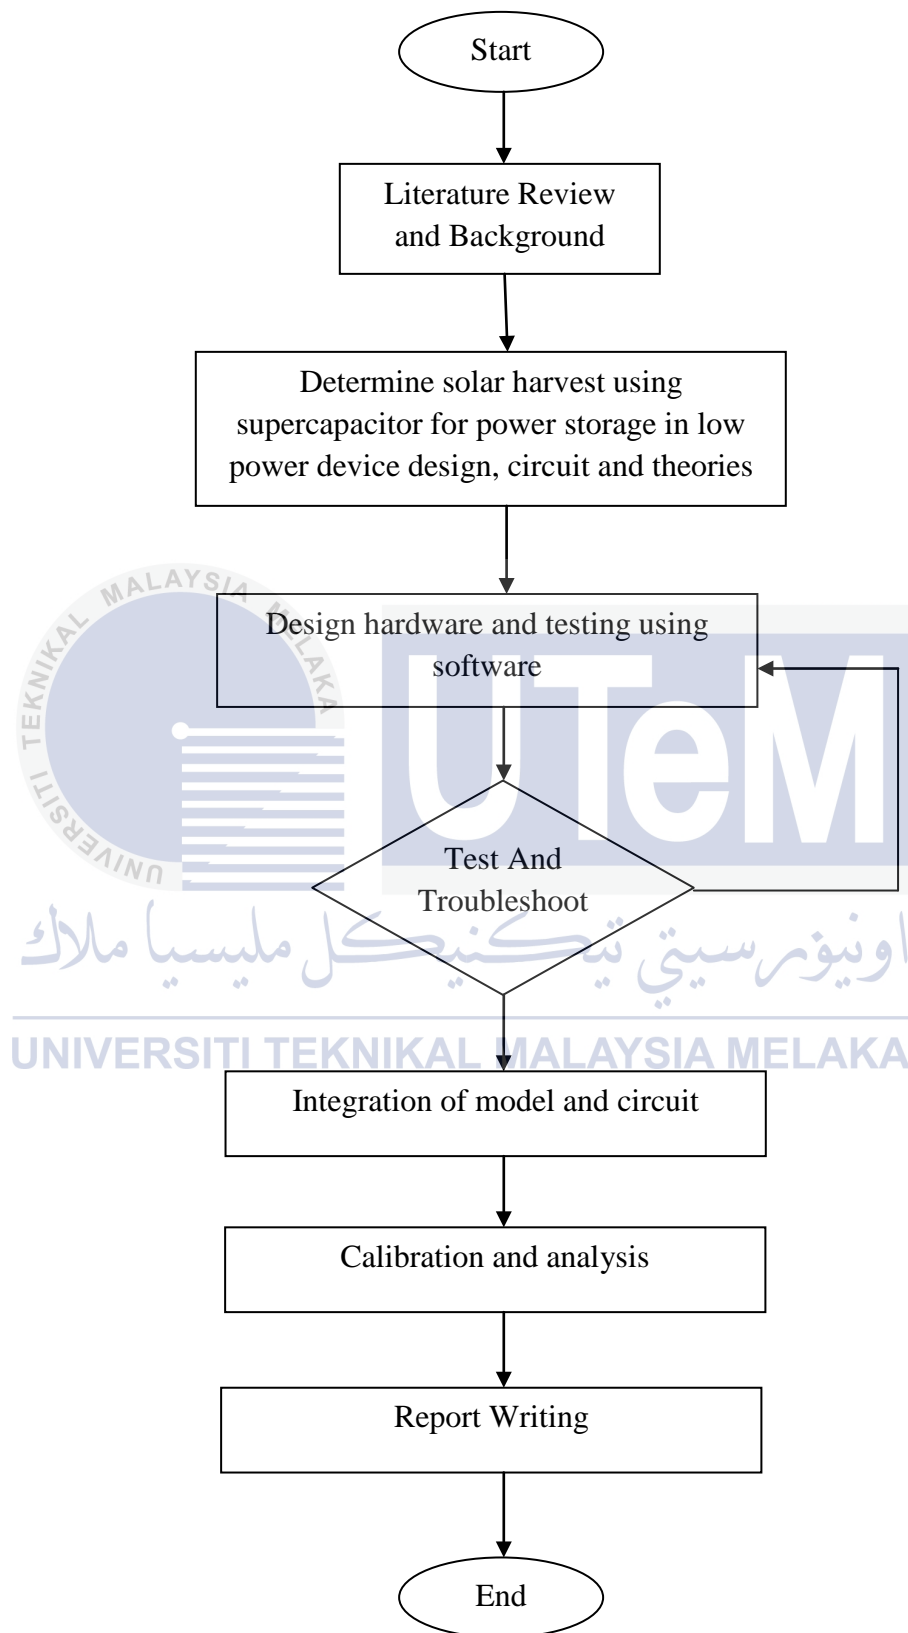 Start
Literature Review
and Background
Determine solar harvest using
supercapacitor for power storage in low
power device design, circuit and theories
UNIVERSITI TEKNIKAL MALAYSIA MELAKA
UTeM
Design hardware and testing using
software
Test And
Troubleshoot
اونيۏرسيتي تيكنيكل مليسيا ملاك
UNIVERSITI TEKNIKAL MALAYSIA MELAKA
Integration of model and circuit
Calibration and analysis
Report Writing
End